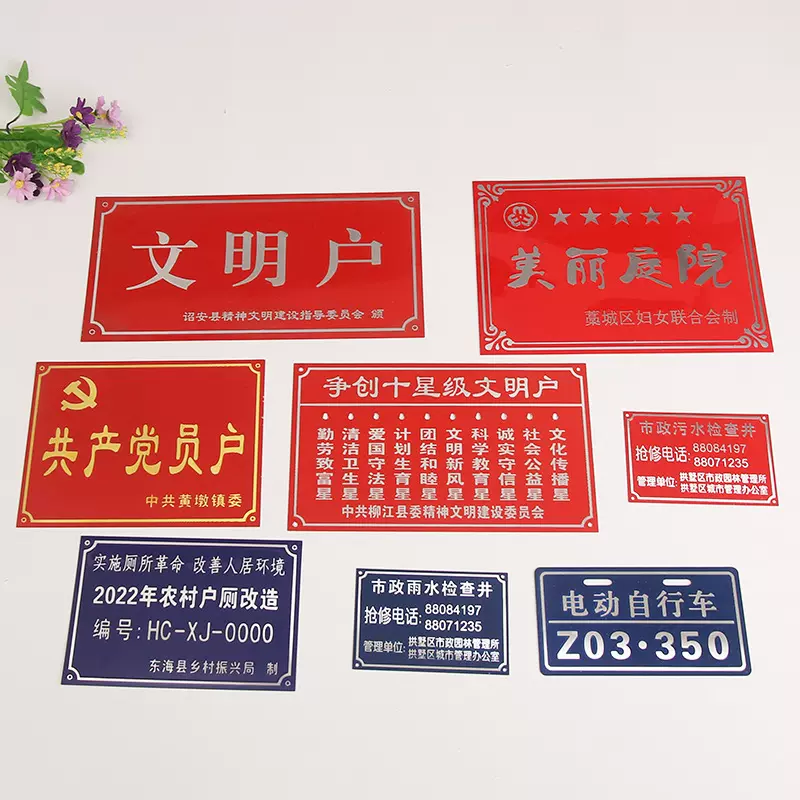 文明户
诏安县精神文明建设指导委员会 颁
★★★★★
美丽庭院
藁城区妇女联合会制
共产党员户
中共黄墩镇委
争创十星级文明户
勤劳致富星
清洁卫生星
爱国守法星
计划生育星
团结和睦星
文明新风星
科学教育星
诚实守信星
社会公益星
文化传播星
中共柳江县委精神文明建设委员会
市政污水检查井
抢修电话: 88084197
88071235
管理单位: 拱墅区市政园林管理所
拱墅区城市管理办公室
实施厕所革命 改善人居环境
2022年农村户厕改造
编号: HC-XJ-0000
东海县乡村振兴局 制
市政雨水检查井
抢修电话: 88084197
88071235
管理单位: 拱墅区市政园林管理所
拱墅区城市管理办公室
电动自行车
Z03·350